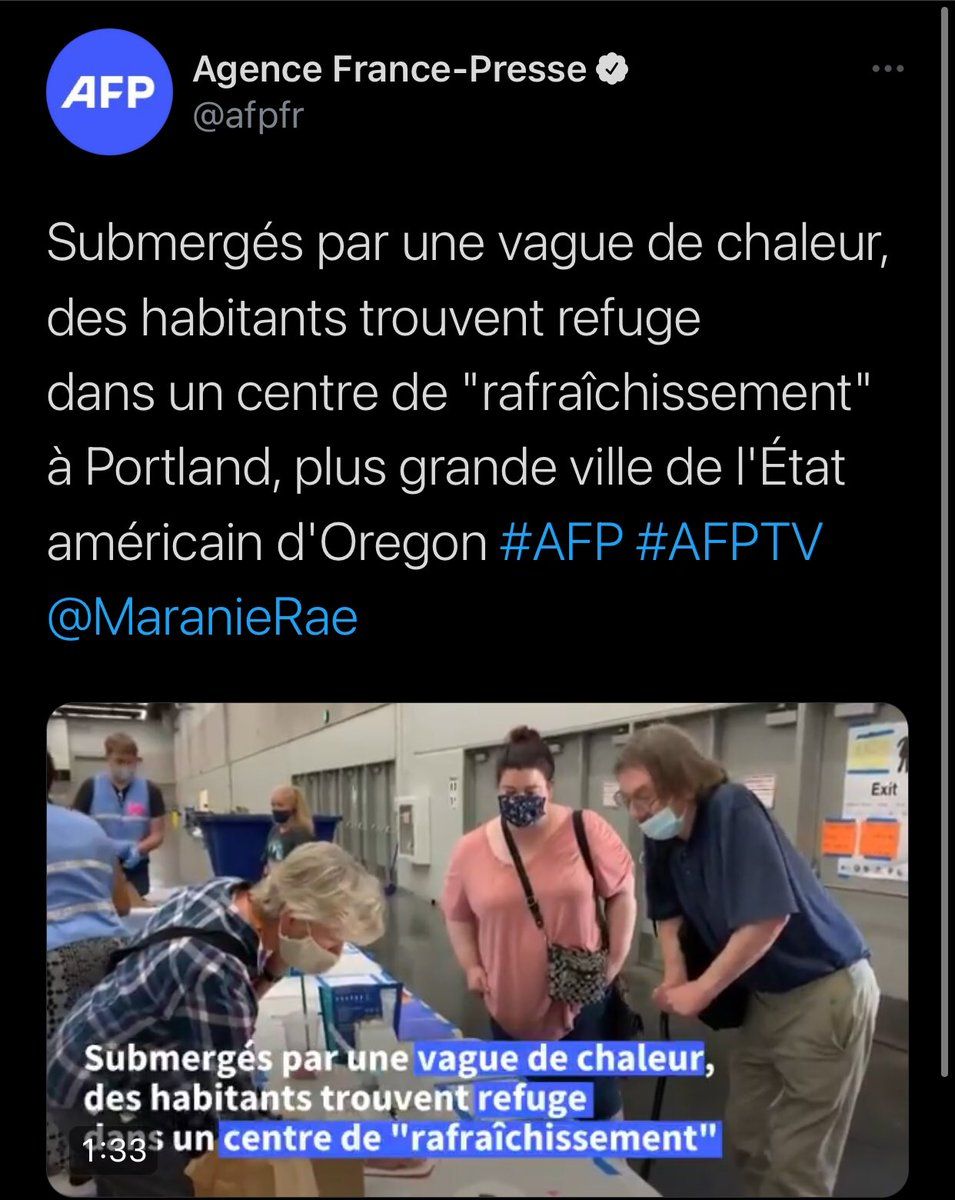 AFP
Agence France-Presse
@afpfr
Submergés par une vague de chaleur,
des habitants trouvent refuge
dans un centre de "rafraîchissement"
à Portland, plus grande ville de l'État
américain d'Oregon #AFP #AFPTV
@MaranieRae
Exit
Submergés par une vague de chaleur,
des habitants trouvent refuge
dans un centre de "rafraîchissement"
1:33